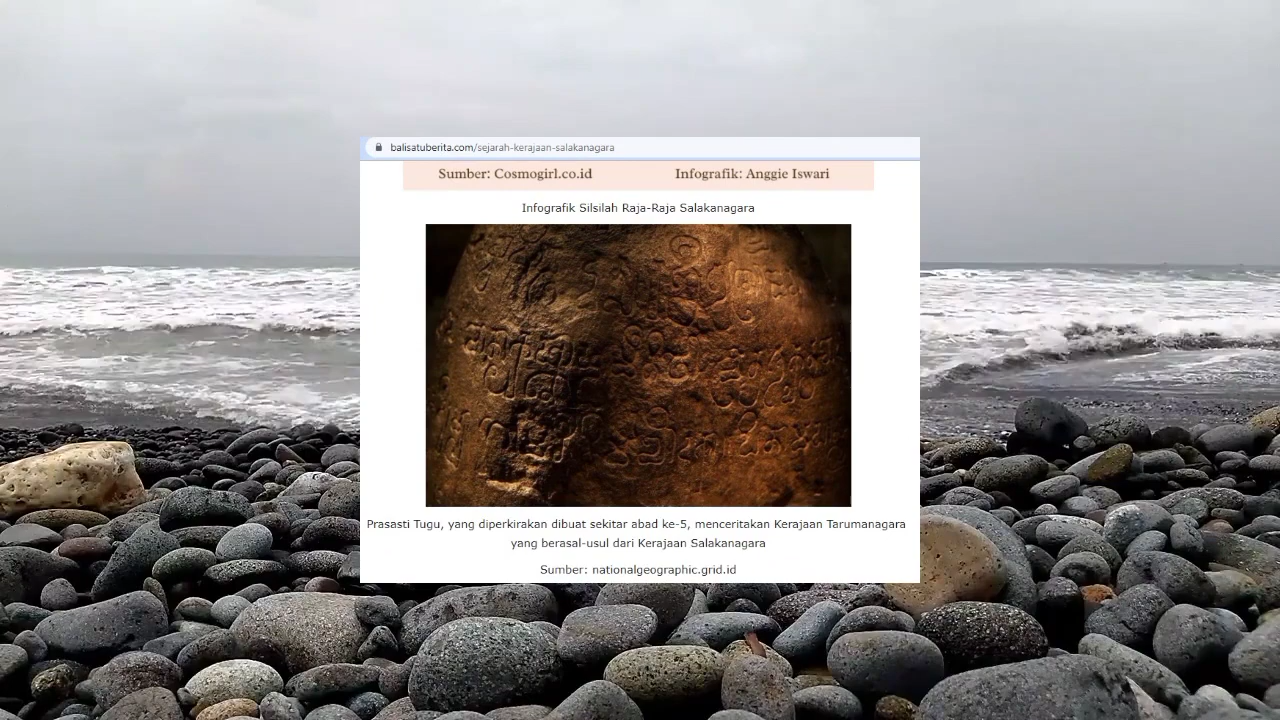 balisatuberita.com/sejarah-kerajaan-salakanagara
Sumber: Cosmogirl.co.id Infografik: Anggie Iswari
Infografik Silsilah Raja-Raja Salakanagara
Prasasti Tugu, yang diperkirakan dibuat sekitar abad ke-5, menceritakan Kerajaan Tarumanagara
yang berasal-usul dari Kerajaan Salakanagara
Sumber: nationalgeographic.grid.id